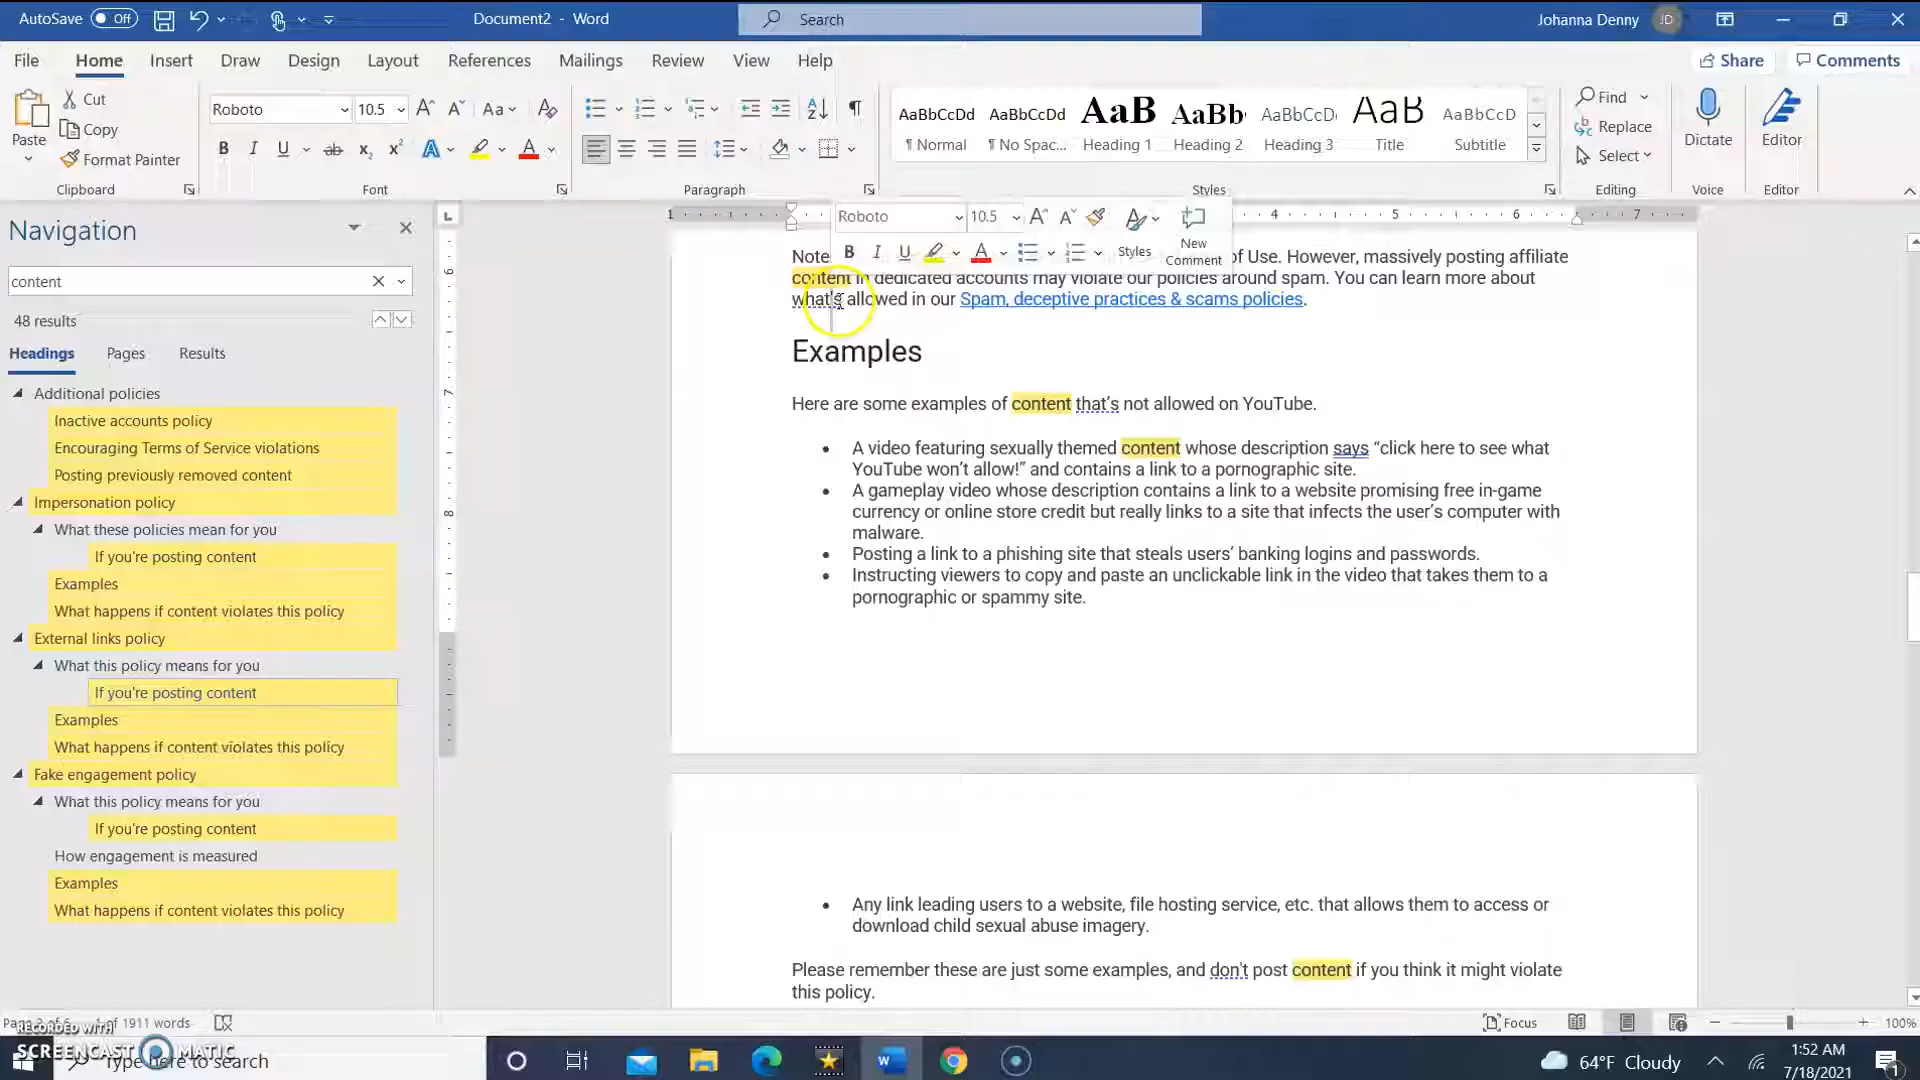 AutoSave Off
Document2 - Word
Search
Johanna Denny JD
File Home Insert Draw Design Layout References Mailings Review View Help
Share Comments
Paste
Cut
Copy
Format Painter
Clipboard
Roboto 10.5
Font
Paragraph
AaBbCcDd AaBbCcDd AaB AaBb AaBbCcD AaB AaBbCcD
¶ Normal ¶ No Spac... Heading 1 Heading 2 Heading 3 Title Subtitle
Styles
Find
Replace
Select
Editing
Dictate
Voice
Editor
Editor
Navigation
content
48 results
Headings Pages Results
Additional policies
Inactive accounts policy
Encouraging Terms of Service violations
Posting previously removed content
Impersonation policy
What these policies mean for you
If you're posting content
Examples
What happens if content violates this policy
External links policy
What this policy means for you
If you're posting content
Examples
What happens if content violates this policy
Fake engagement policy
What this policy means for you
If you're posting content
How engagement is measured
Examples
What happens if content violates this policy
1 4 5 6 7
6
7
8
Roboto 10.5
Styles
New Comment
Note of Use. However, massively posting affiliate
content in dedicated accounts may violate our policies around spam. You can learn more about
what's allowed in our Spam, deceptive practices & scams policies.
Examples
Here are some examples of content that’s not allowed on YouTube.
• A video featuring sexually themed content whose description says “click here to see what
YouTube won’t allow!” and contains a link to a pornographic site.
• A gameplay video whose description contains a link to a website promising free in-game
currency or online store credit but really links to a site that infects the user’s computer with
malware.
• Posting a link to a phishing site that steals users’ banking logins and passwords.
• Instructing viewers to copy and paste an unclickable link in the video that takes them to a
pornographic or spammy site.
• Any link leading users to a website, file hosting service, etc. that allows them to access or
download child sexual abuse imagery.
Please remember these are just some examples, and don't post content if you think it might violate
this policy.
of 1911 words
Focus
100%
RECORDED WITH
SCREENCAST MATIC
Type here to search
64°F Cloudy
1:52 AM
7/18/2021
1